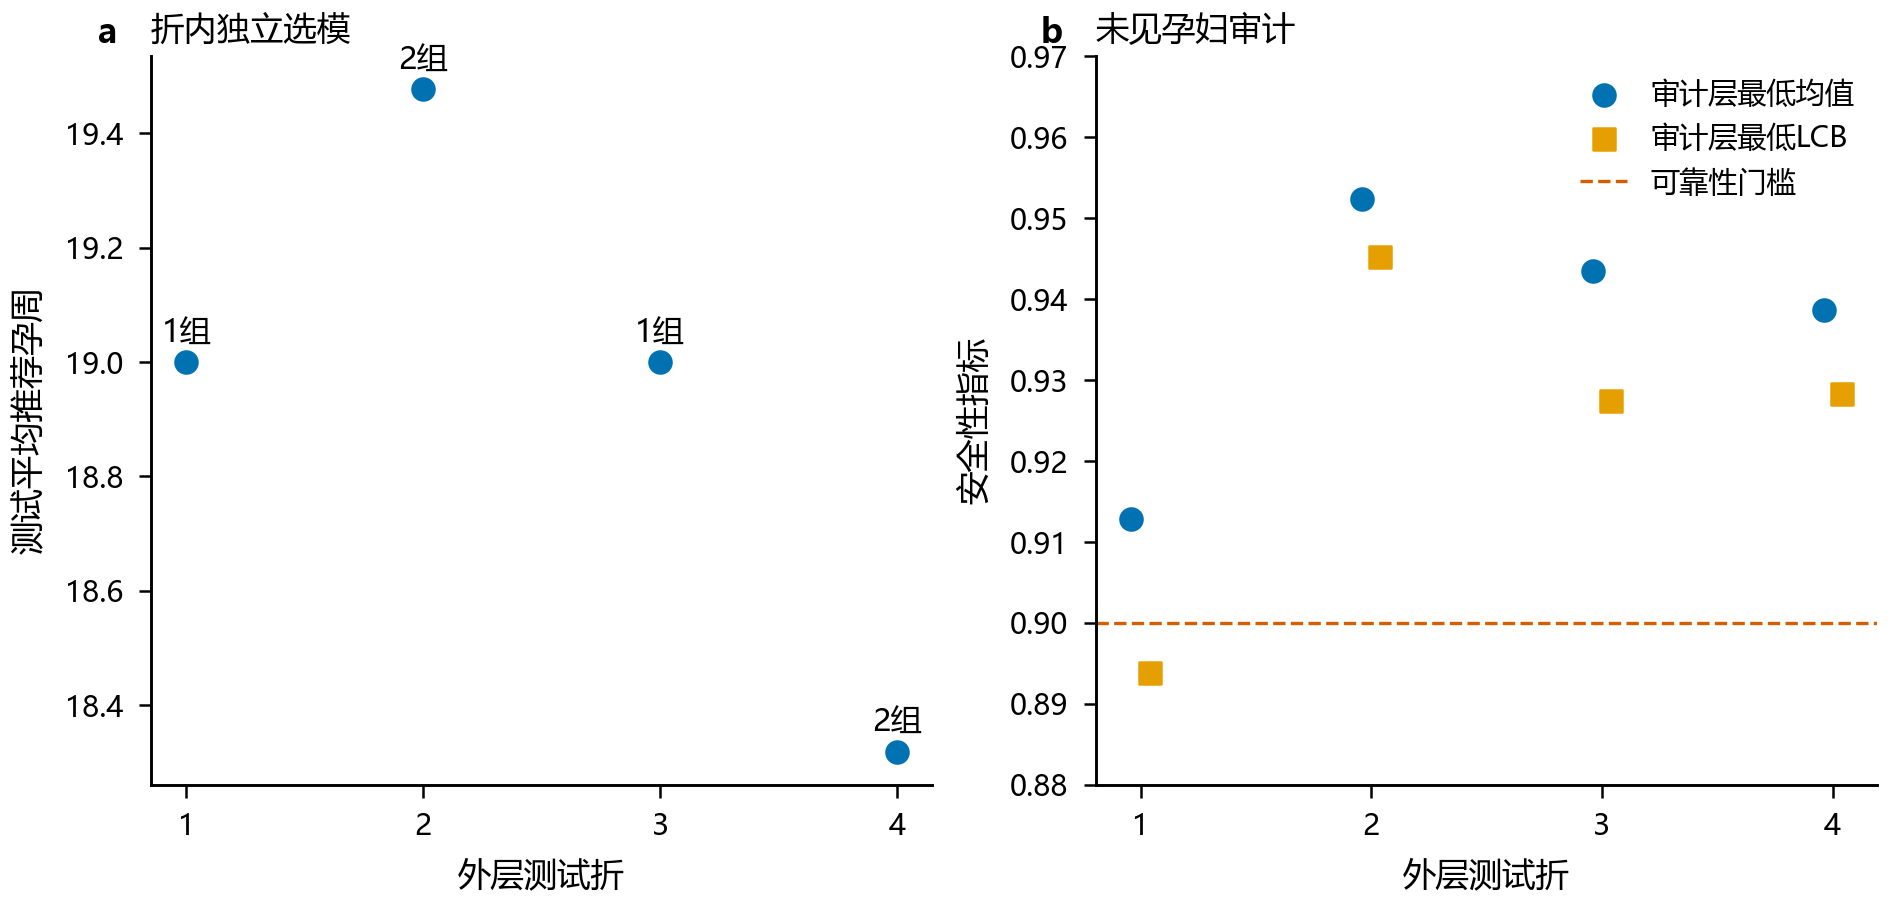 a 折内独立选模
2组
19.4
19.2
1组
1组
19.0
18.8
18.6
2组
18.4
1 2 3 4
外层测试折
测试平均推荐孕周
b 未见孕妇审计
0.97
审计层最低均值
审计层最低LCB
可靠性门槛
0.96
0.95
0.94
0.93
0.92
0.91
0.90
0.89
0.88
1 2 3 4
外层测试折
安全性指标